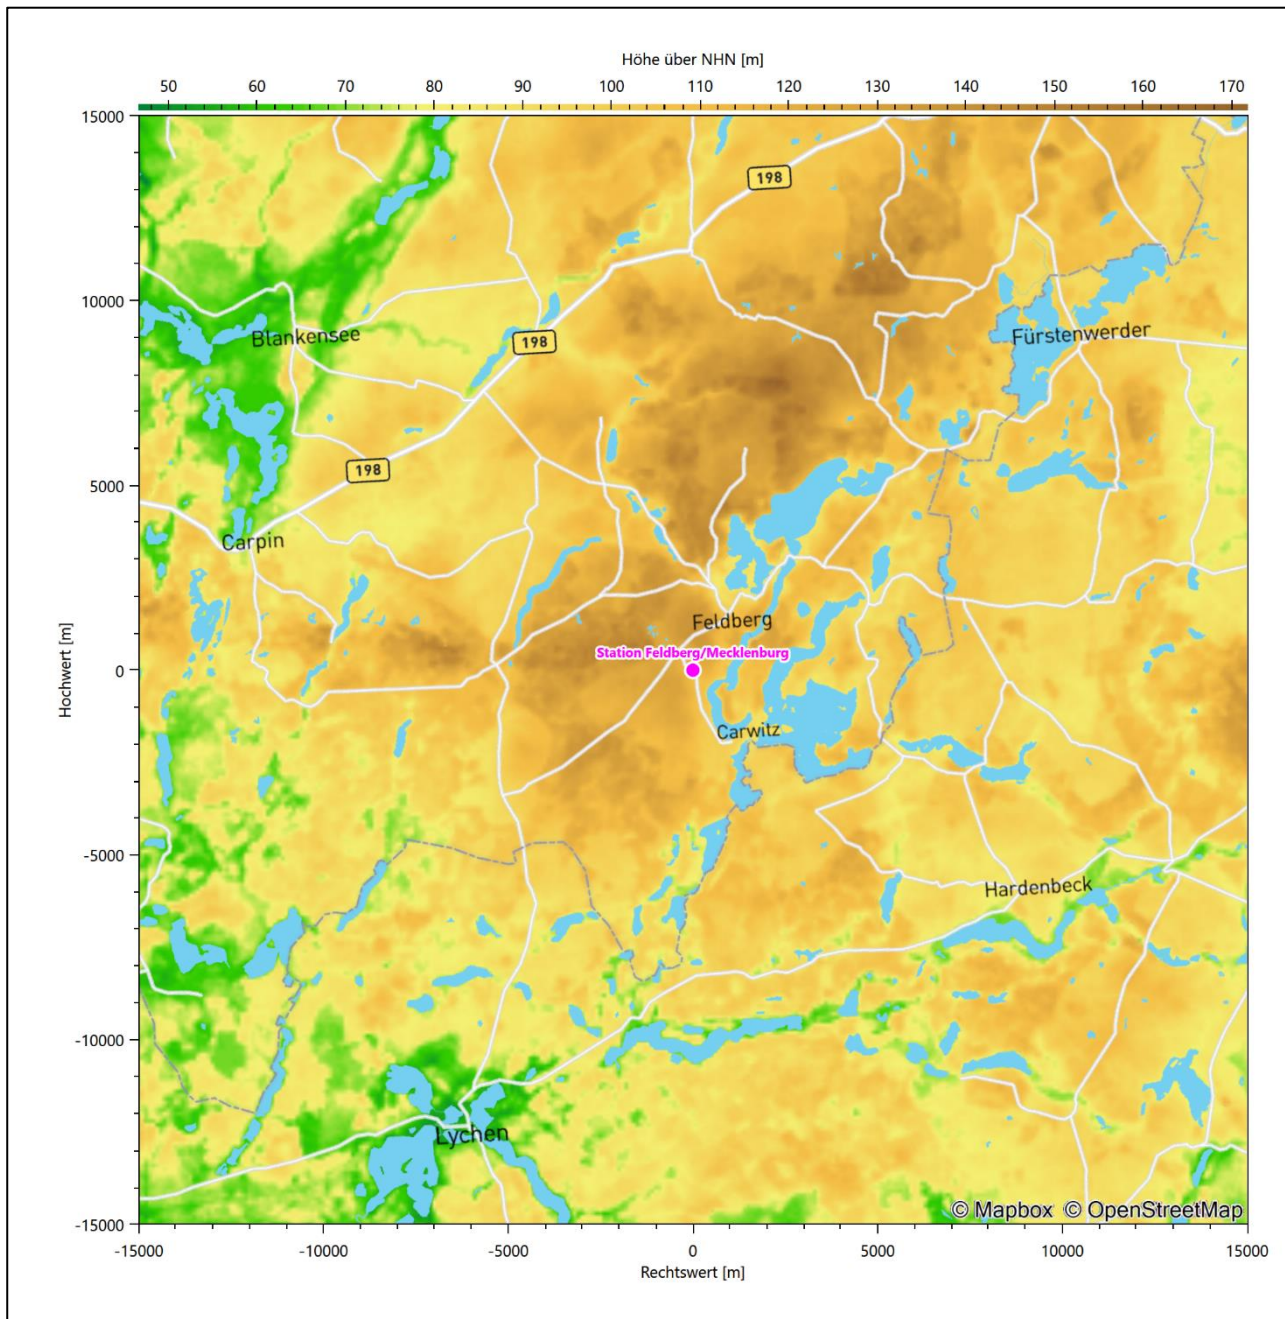 Höhe über NHN [m]
50 60 70 80 90 100 110 120 130 140 150 160 170
15000
198
10000
Blankensee
198
Fürstenwerder
198
5000
Carpin
Feldberg
Station Feldberg/Mecklenburg
Hochwert [m]
0
Carwitz
-5000
Hardenbeck
-10000
Lychen
© Mapbox © OpenStreetMap
-15000
-15000 -10000 -5000 0 5000 10000 15000
Rechtswert [m]